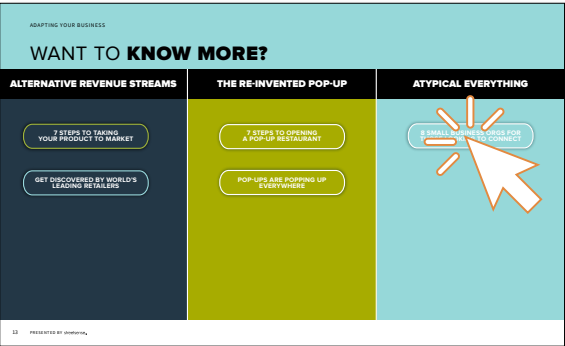 ADAPTING YOUR BUSINESS
WANT TO KNOW MORE?
ALTERNATIVE REVENUE STREAMS
THE RE-INVENTED POP-UP
ATYPICAL EVERYTHING
7 STEPS TO TAKING
YOUR PRODUCT TO MARKET
GET DISCOVERED BY WORLD'S
LEADING RETAILERS
7 STEPS TO OPENING
A POP-UP RESTAURANT
POP-UPS ARE POPPING UP
EVERYWHERE
8 SMALL BUSINESS ORGS FOR
TO CONNECT
13
PRESENTED BY streetsense.